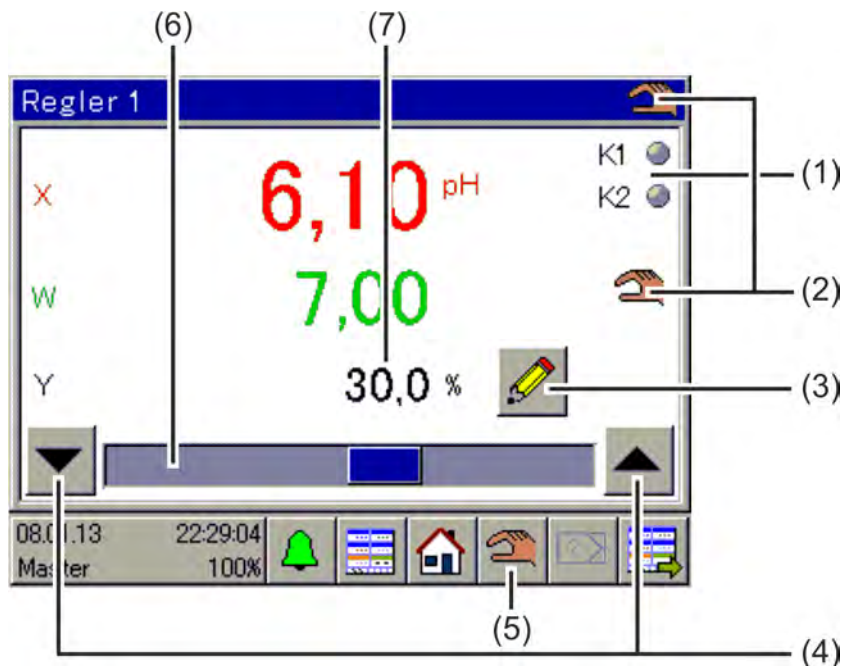 (6) (7)
Regler 1
K1
X 6,10 pH
(1)
K2
W 7,00
(2)
Y 30,0 %
(3)
08.01.13 22:29:04
Master 100%
(5)
(4)